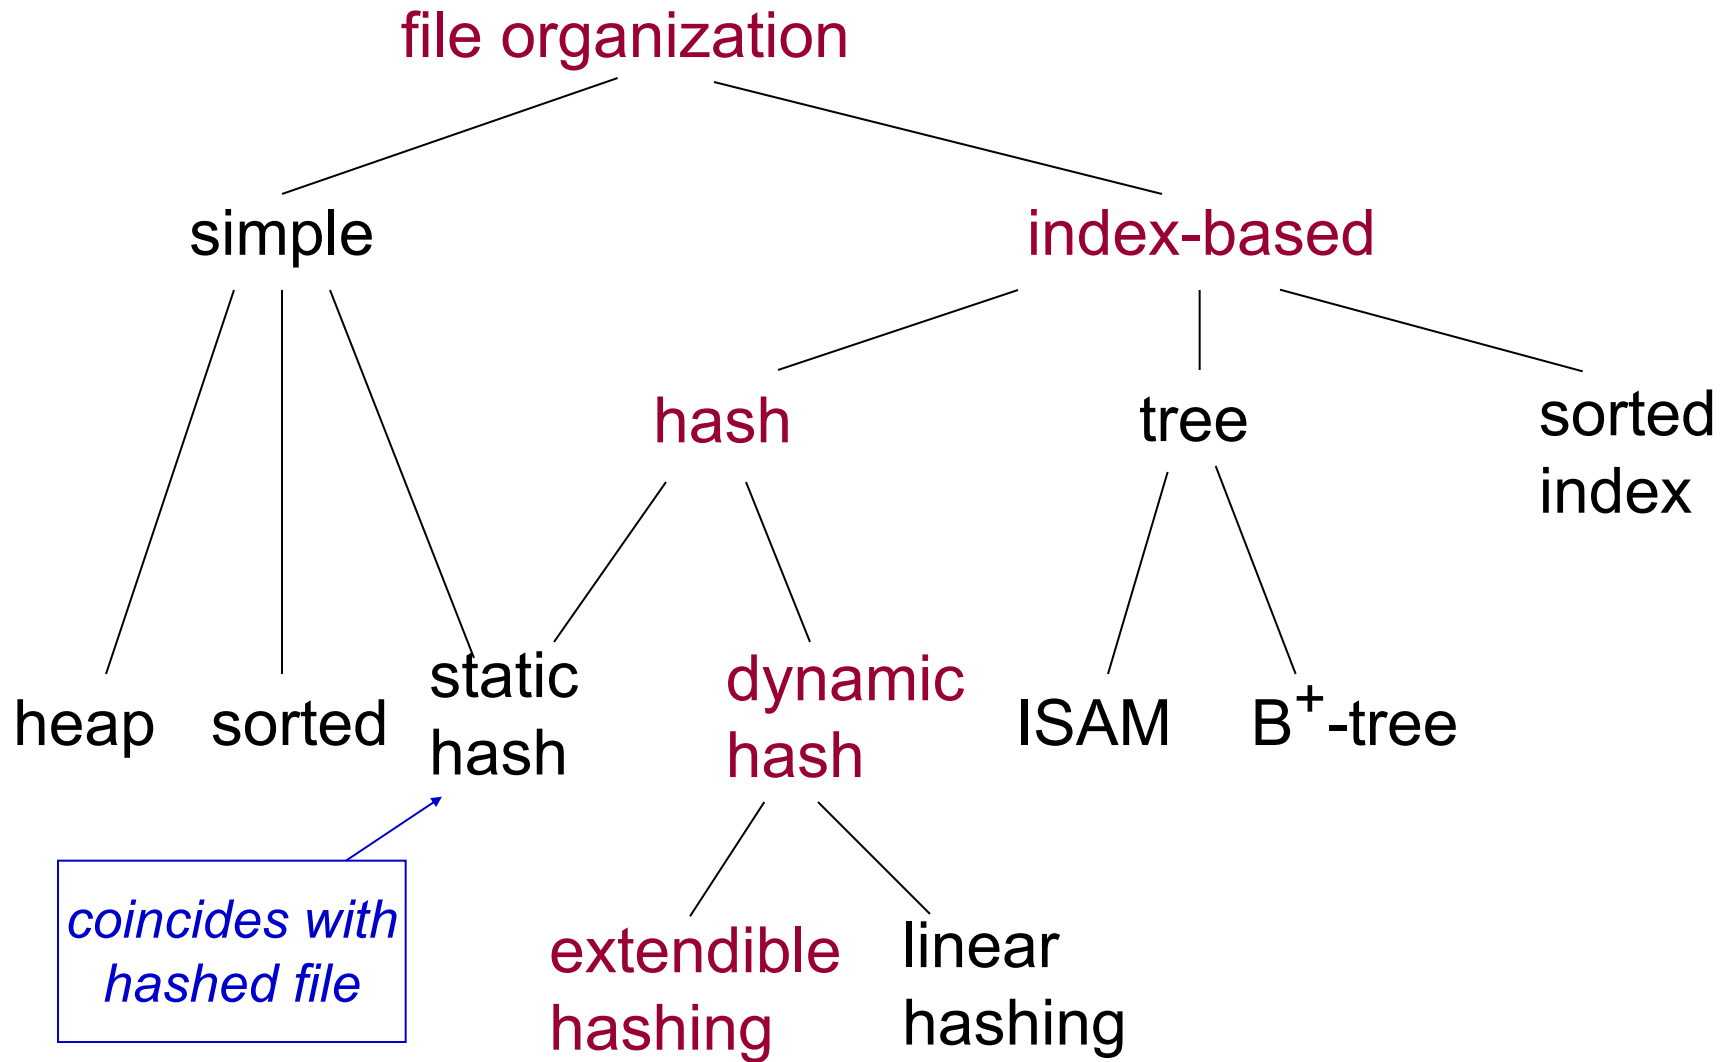 file organization
simple
index-based
hash
tree
sorted
index
heap
sorted
static
hash
dynamic
hash
ISAM
B+-tree
coincides with
hashed file
extendible
hashing
linear
hashing